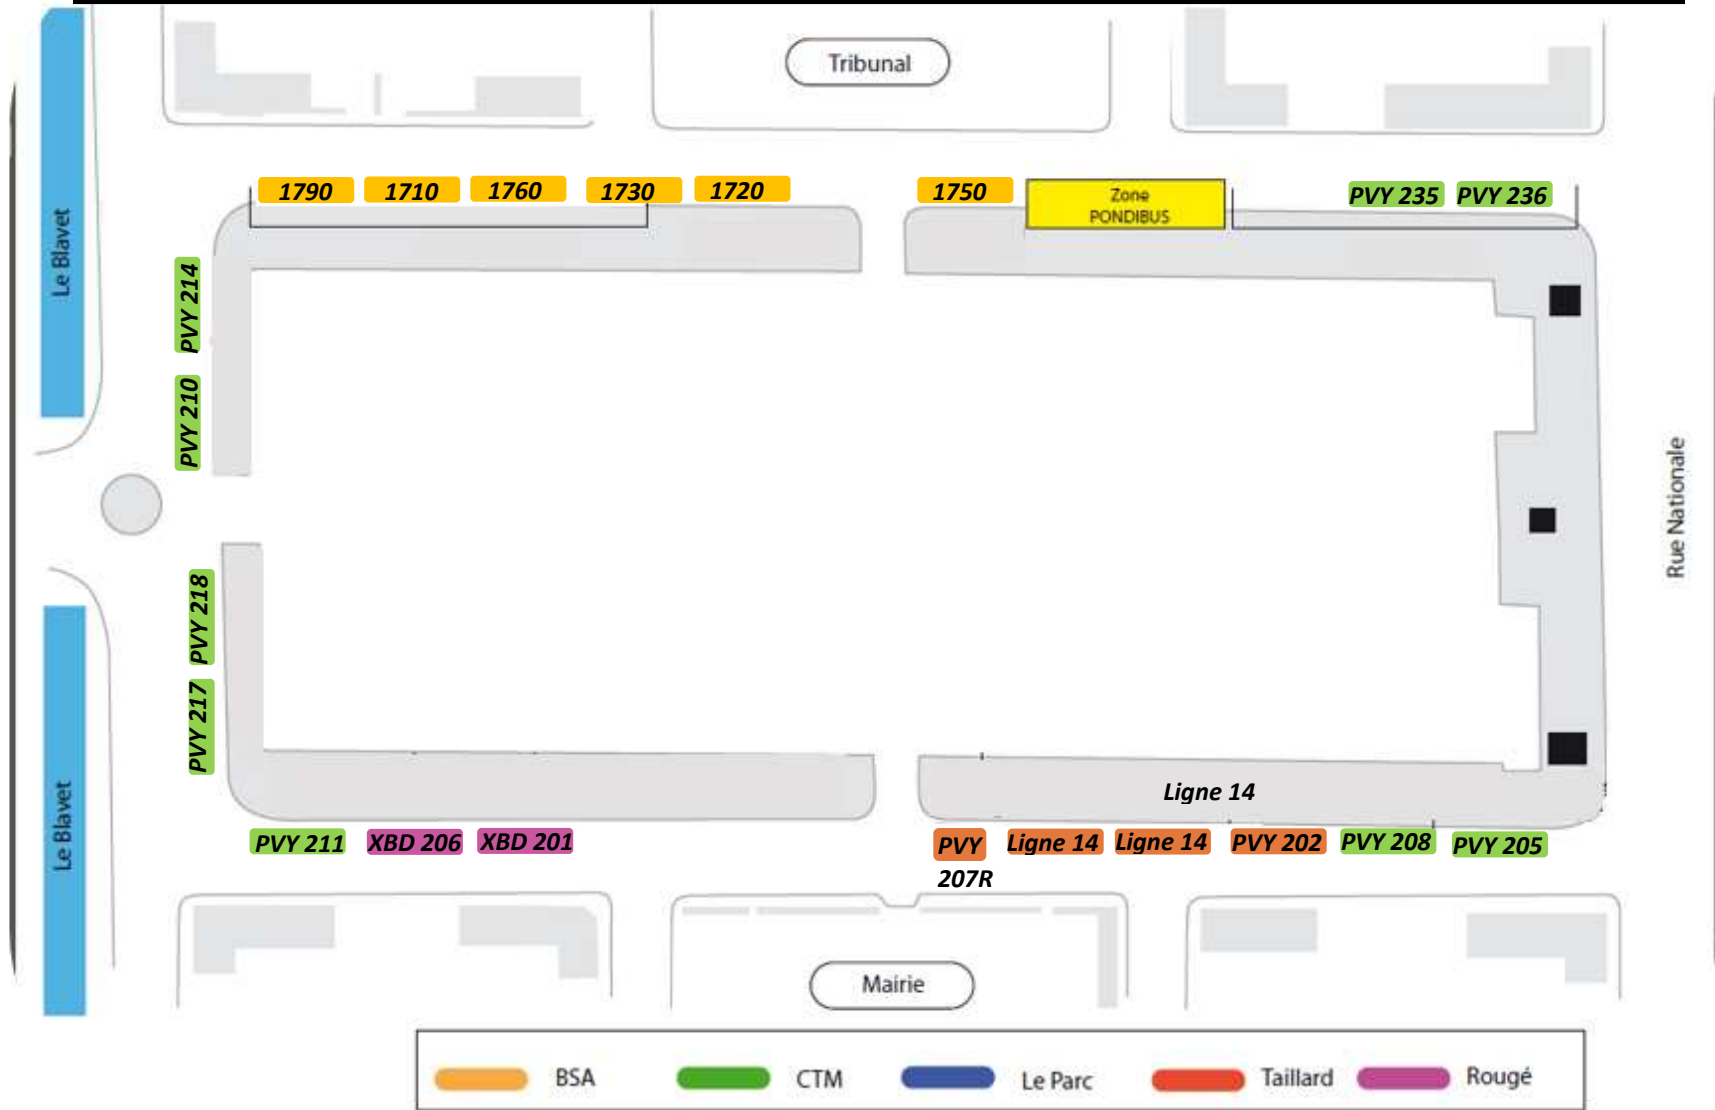 Tribunal
Le Blavet
1790
1710
1760
1730
1720
1750
Zone
PONDIBUS
PVY 235
PVY 236
PVY 214
PVY 210
Rue Nationale
PVY 218
PVY 217
Le Blavet
Ligne 14
PVY 211
XBD 206
XBD 201
PVY
207R
Ligne 14
Ligne 14
PVY 202
PVY 208
PVY 205
Mairie
BSA
CTM
Le Parc
Taillard
Rougé